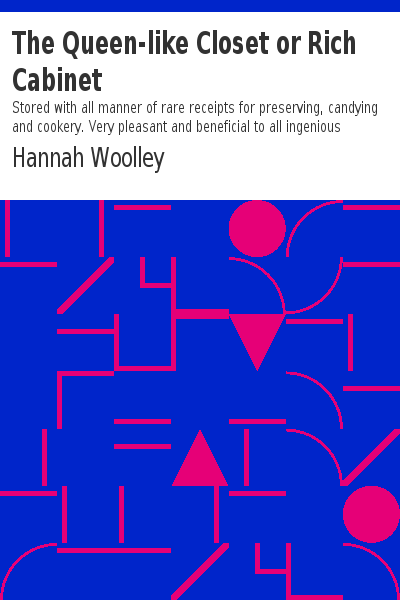 The Queen-like Closet or Rich
Cabinet
Stored with all manner of rare receipts for preserving, candying
and cookery. Very pleasant and beneficial to all ingenious
Hannah Woolley